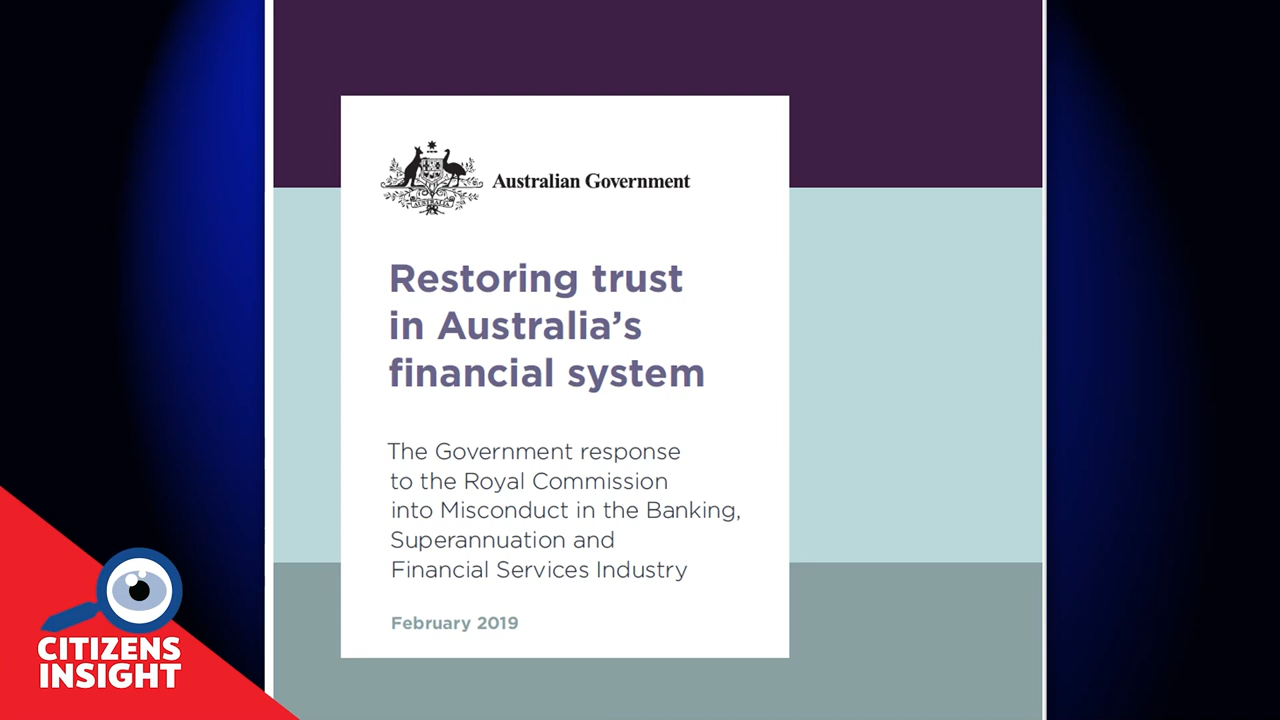 Australian Government
Restoring trust
in Australia’s
financial system
The Government response
to the Royal Commission
into Misconduct in the Banking,
Superannuation and
Financial Services Industry
February 2019
CITIZENS
INSIGHT
AUSTRALIA